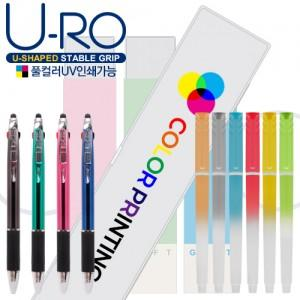 U-RO
U-SHAPED STABLE GRIP
풀컬러UV인쇄가능
COLOR PRINTING